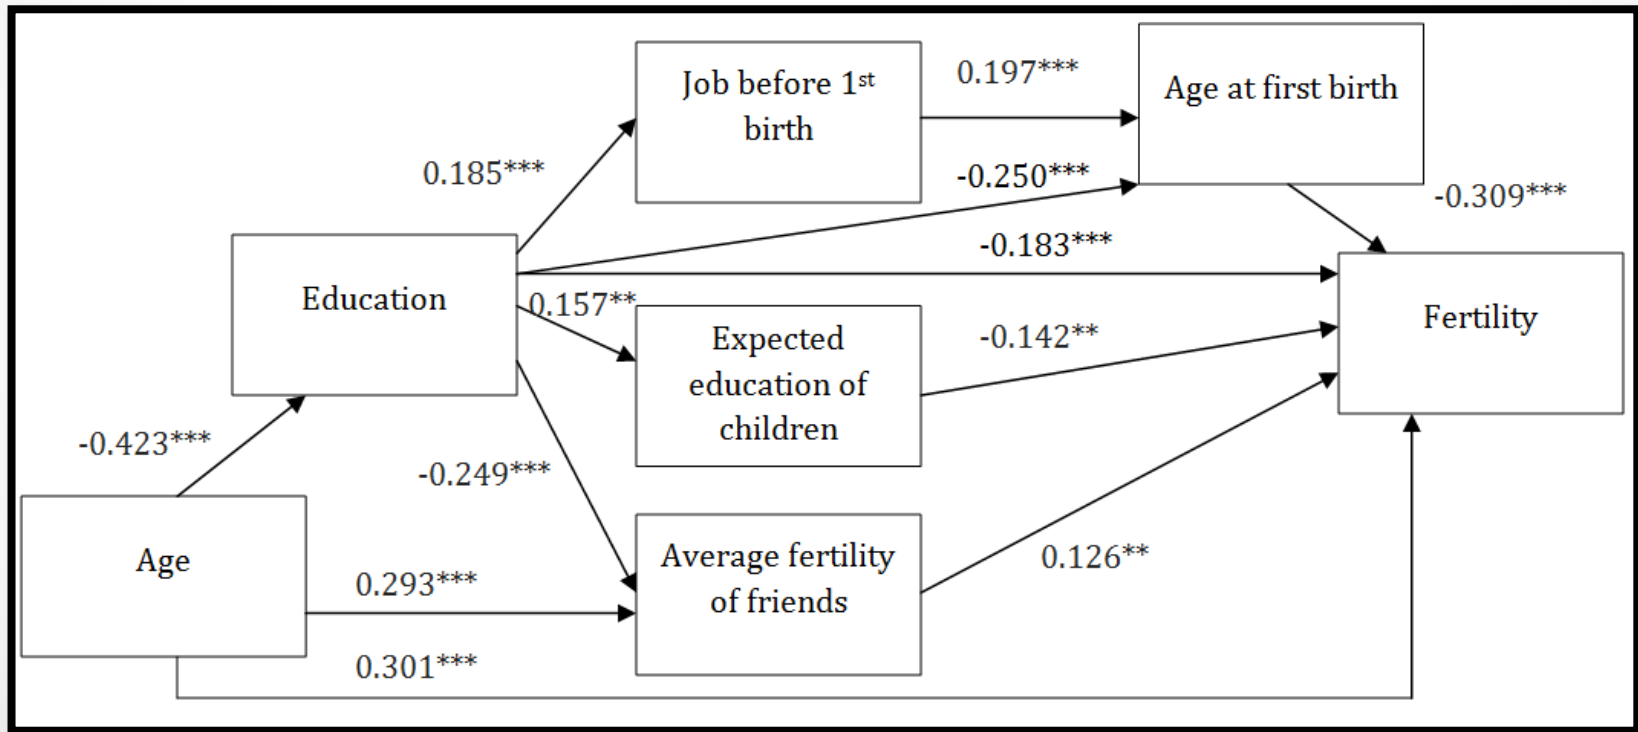 Job before 1st
birth
0.197***
Age at first birth
0.185***
-0.250***
-0.309***
-0.183***
Education
0.157**
Expected
education of
children
-0.142**
Fertility
-0.423***
-0.249***
Age
0.293***
Average fertility
of friends
0.126**
0.301***